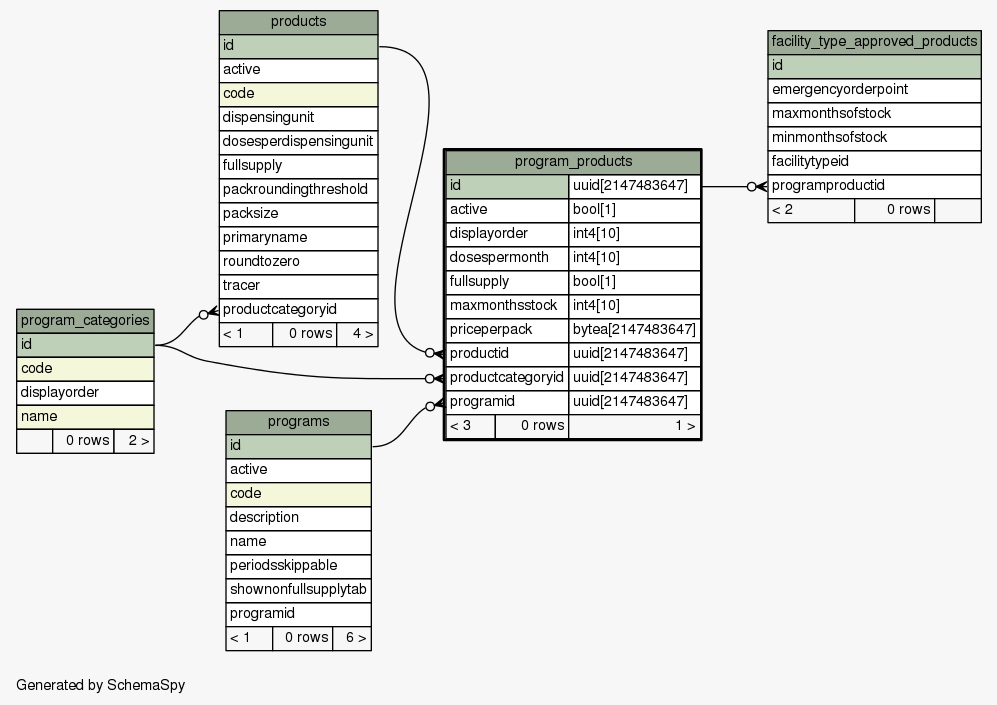 products
id
active
code
dispensingunit
dosesperdispensingunit
fullsupply
packroundingthreshold
packsize
primaryname
roundtozero
tracer
productcategoryid
< 1 0 rows 4 >
facility_type_approved_products
id
emergencyorderpoint
maxmonthsofstock
minmonthsofstock
facilitytypeid
programproductid
< 2 0 rows
program_products
id uuid[2147483647]
active bool[1]
displayorder int4[10]
dosespermonth int4[10]
fullsupply bool[1]
maxmonthsstock int4[10]
priceperpack bytea[2147483647]
productid uuid[2147483647]
productcategoryid uuid[2147483647]
programid uuid[2147483647]
< 3 0 rows 1 >
program_categories
id
code
displayorder
name
0 rows 2 >
programs
id
active
code
description
name
periodsskippable
shownonfullsupplytab
programid
< 1 0 rows 6 >
Generated by SchemaSpy